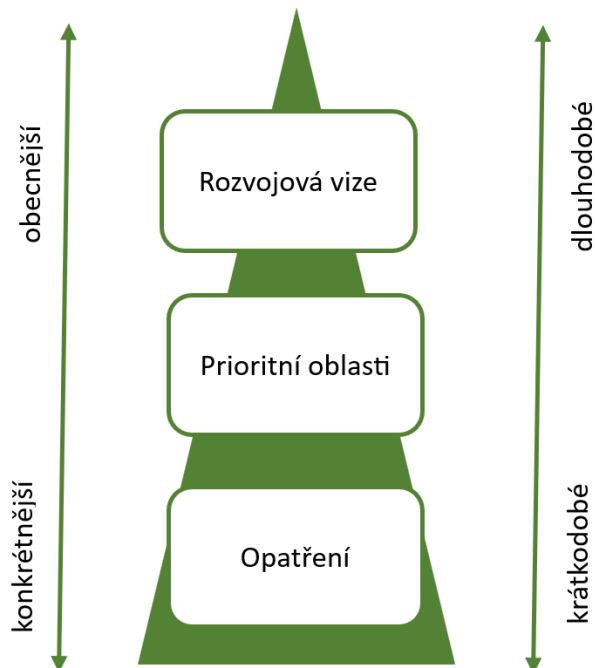 obecnější
dlouhodobé
Rozvojová vize
Prioritní oblasti
konkrétnější
krátkodobé
Opatření